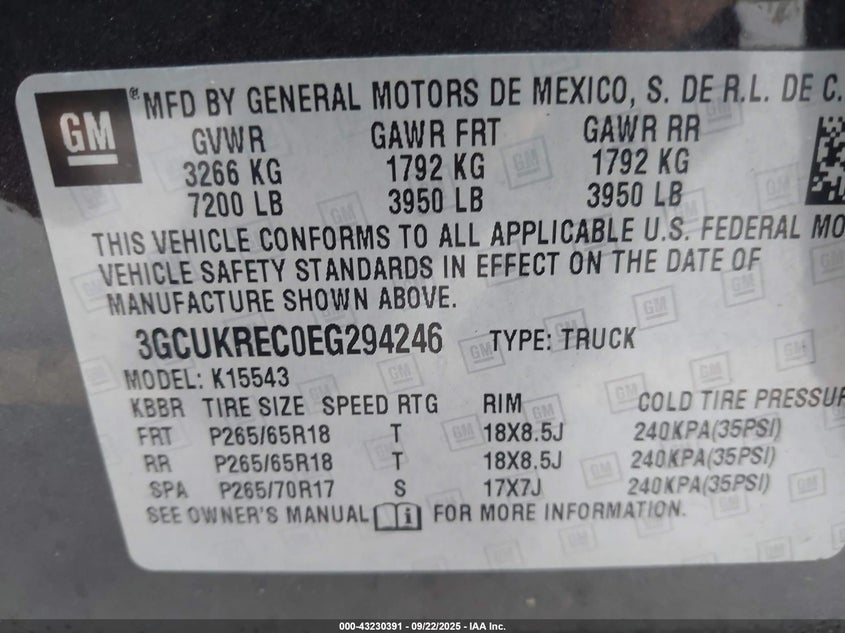 GM
® MFD BY GENERAL MOTORS DE MEXICO, S. DE R.L. DE C.
GVWR GAWR FRT GAWR RR
3266 KG 1792 KG 1792 KG
7200 LB 3950 LB 3950 LB
THIS VEHICLE CONFORMS TO ALL APPLICABLE U.S. FEDERAL MO
VEHICLE SAFETY STANDARDS IN EFFECT ON THE DATE OF
MANUFACTURE SHOWN ABOVE.
3GCUKREC0EG294246 TYPE: TRUCK
MODEL: K15543
KBBR TIRE SIZE SPEED RTG RIM COLD TIRE PRESSUR
FRT P265/65R18 T 18X8.5J 240KPA(35PSI)
RR P265/65R18 T 18X8.5J 240KPA(35PSI)
SPA P265/70R17 S 17X7J 240KPA(35PSI)
SEE OWNER'S MANUAL i FOR MORE INFORMATION.
000-43230391 - 09/22/2025 - IAA Inc.